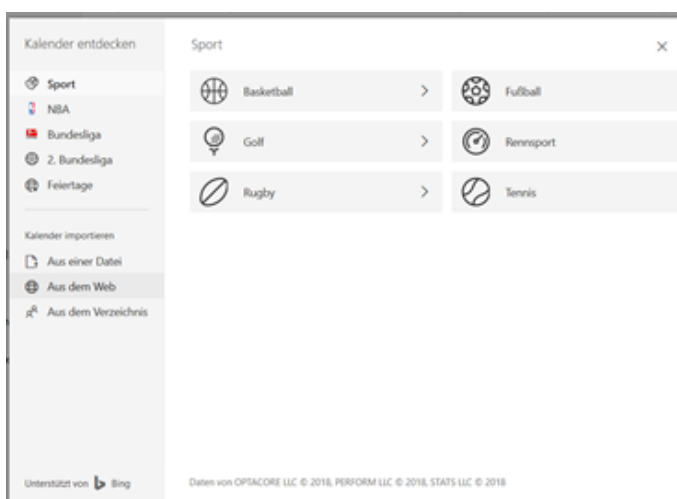 Kalender entdecken
Sport
NBA
Bundesliga
2. Bundesliga
Feiertage
Kalender importieren
Aus einer Datei
Aus dem Web
Aus dem Verzeichnis
Unterstützt von Bing
Sport
Basketball
Fußball
Golf
Rennsport
Rugby
Tennis
Daten von OPTACORE LLC © 2018, PERFORM LLC © 2018, STATS LLC © 2018